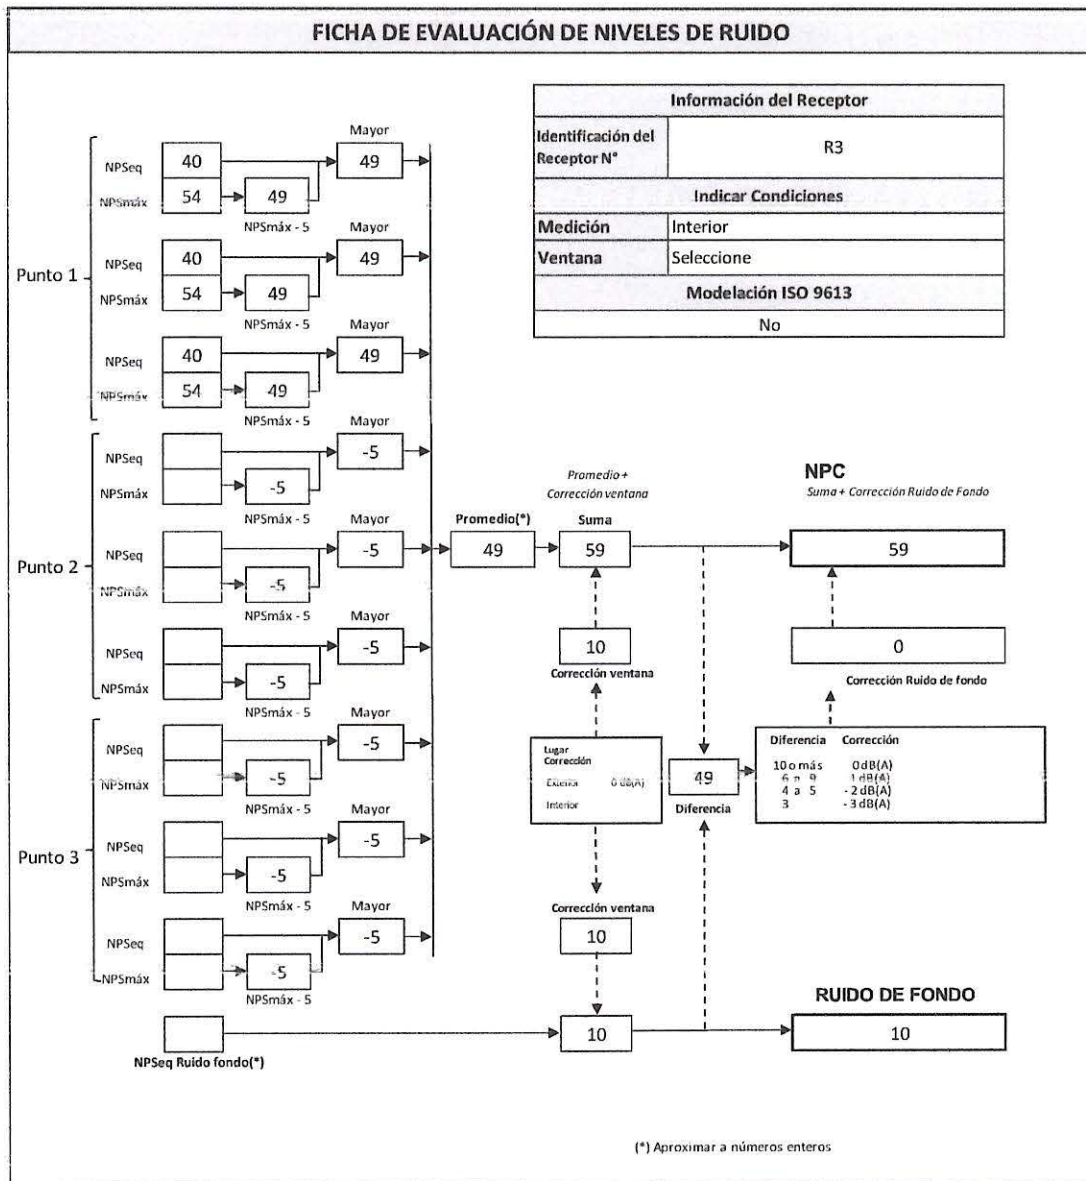 FICHA DE EVALUACIÓN DE NIVELES DE RUIDO
Información del Receptor
Identificación del Receptor N° R3
Indicar Condiciones
Medición Interior
Ventana Seleccione
Modelación ISO 9613
No
Punto 1
Mayor
NPSeq 40 49
NPSmáx 54 49
NPSmáx - 5
Mayor
NPSeq 40 49
NPSmáx 54 49
NPSmáx - 5
Mayor
NPSeq 40 49
NPSmáx 54 49
NPSmáx - 5
Punto 2
Mayor
NPSeq -5
NPSmáx -5
NPSmáx - 5
Mayor
NPSeq -5
NPSmáx -5
NPSmáx - 5
Mayor
NPSeq -5
NPSmáx -5
NPSmáx - 5
Punto 3
Mayor
NPSeq -5
NPSmáx -5
NPSmáx - 5
Mayor
NPSeq -5
NPSmáx -5
NPSmáx - 5
Mayor
NPSeq -5
NPSmáx -5
NPSmáx - 5
NPSeq Ruido fondo(*)
Promedio(*)
49
Promedio +
Corrección ventana
Suma
59
10
Corrección ventana
Lugar
Corrección
Exterior 0 dB(A)
Interior
Corrección ventana
10
10
49
Diferencia
NPC
Suma + Corrección Ruido de Fondo
59
0
Corrección Ruido de fondo
Diferencia Corrección
10 o más 0 dB(A)
6 a 9 1 dB(A)
4 a 5 - 2 dB(A)
3 - 3 dB(A)
RUIDO DE FONDO
10
(*) Aproximar a números enteros